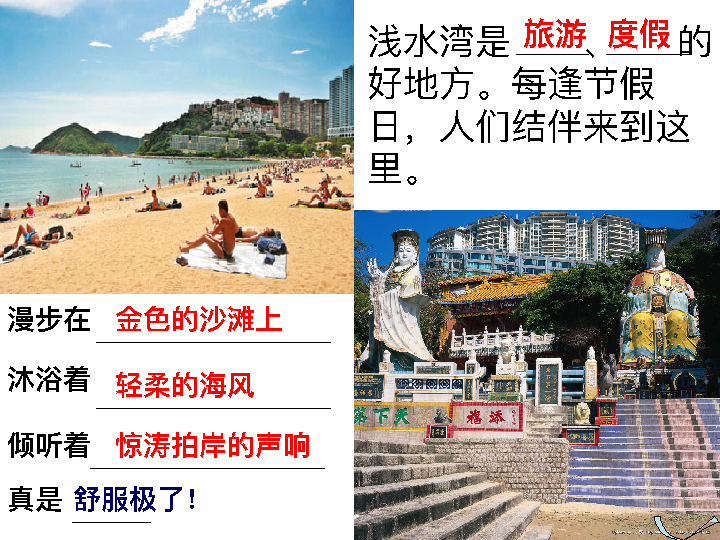 浅水湾是 旅游、度假 的
好地方。每逢节假
日，人们结伴来到这
里。
漫步在 金色的沙滩上
沐浴着 轻柔的海风
倾听着 惊涛拍岸的声响
真是 舒服极了!
天下
添福